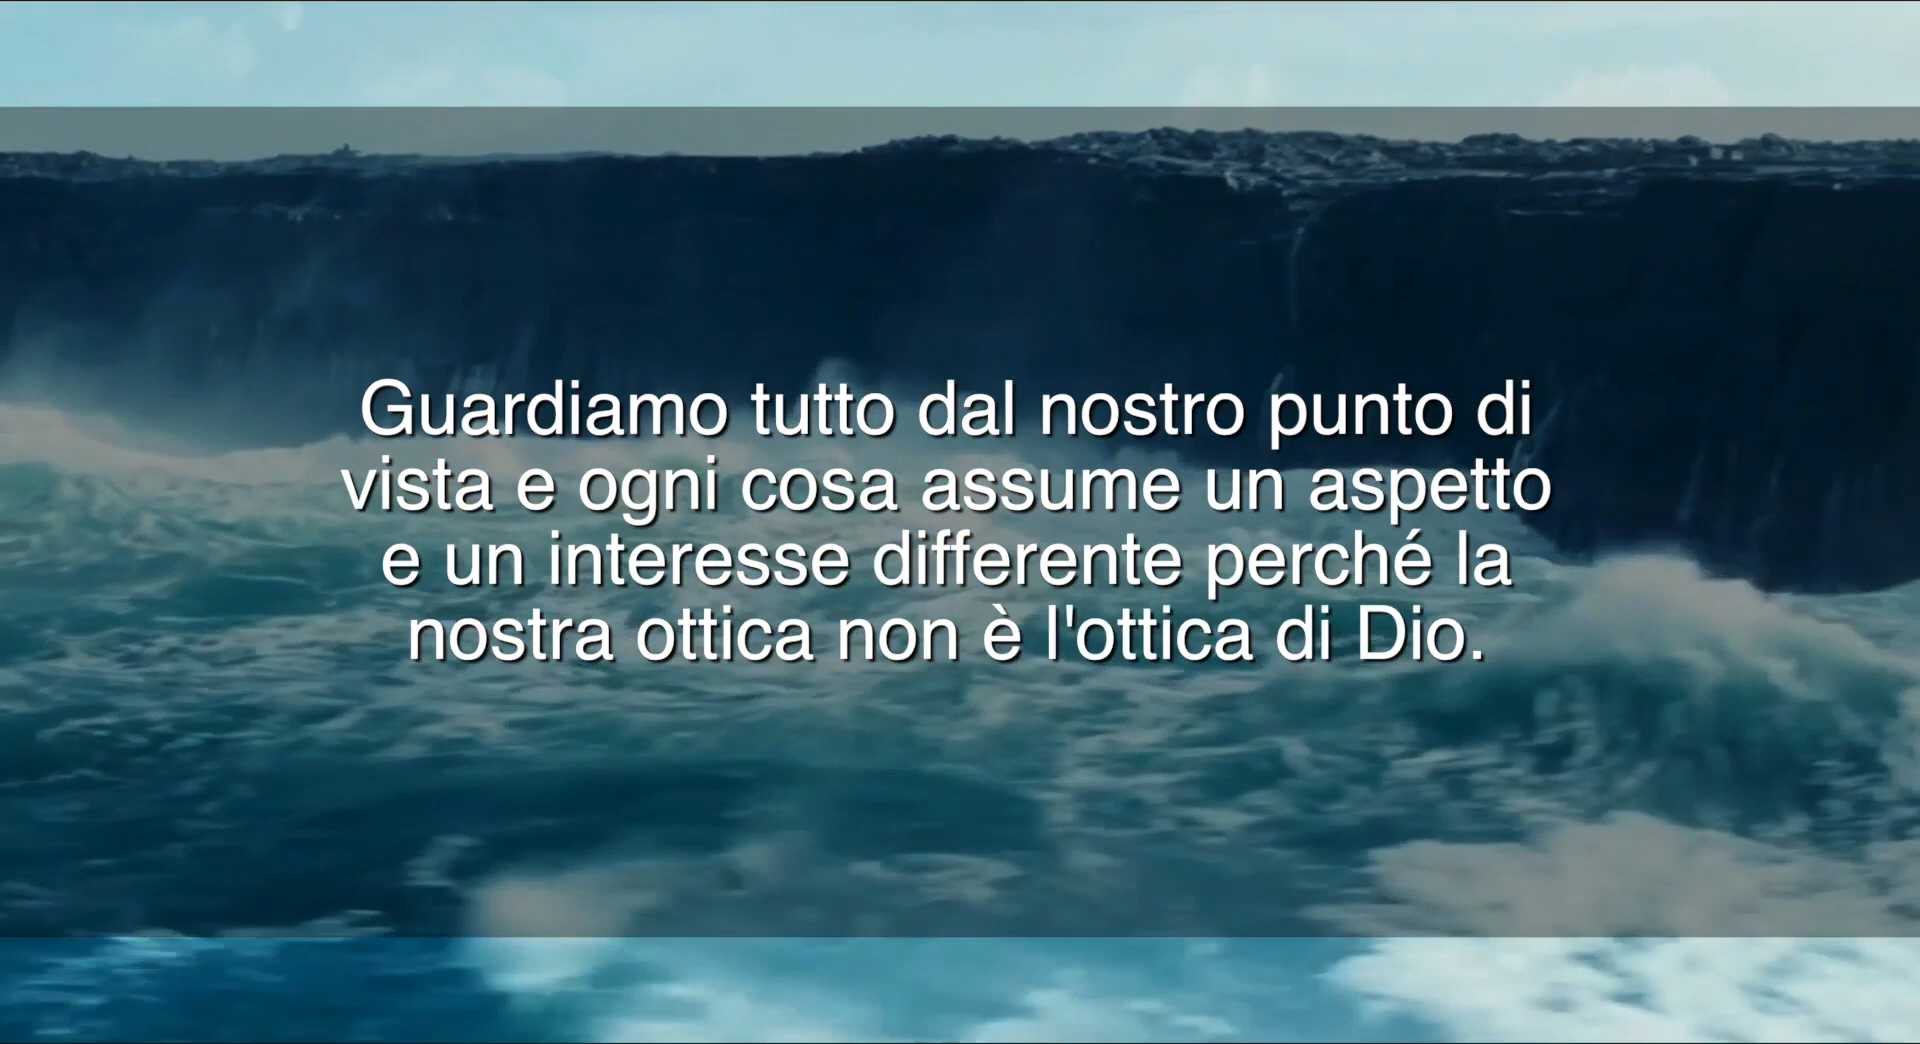 Guardiamo tutto dal nostro punto di
vista e ogni cosa assume un aspetto
e un interesse differente perché la
nostra ottica non è l'ottica di Dio.